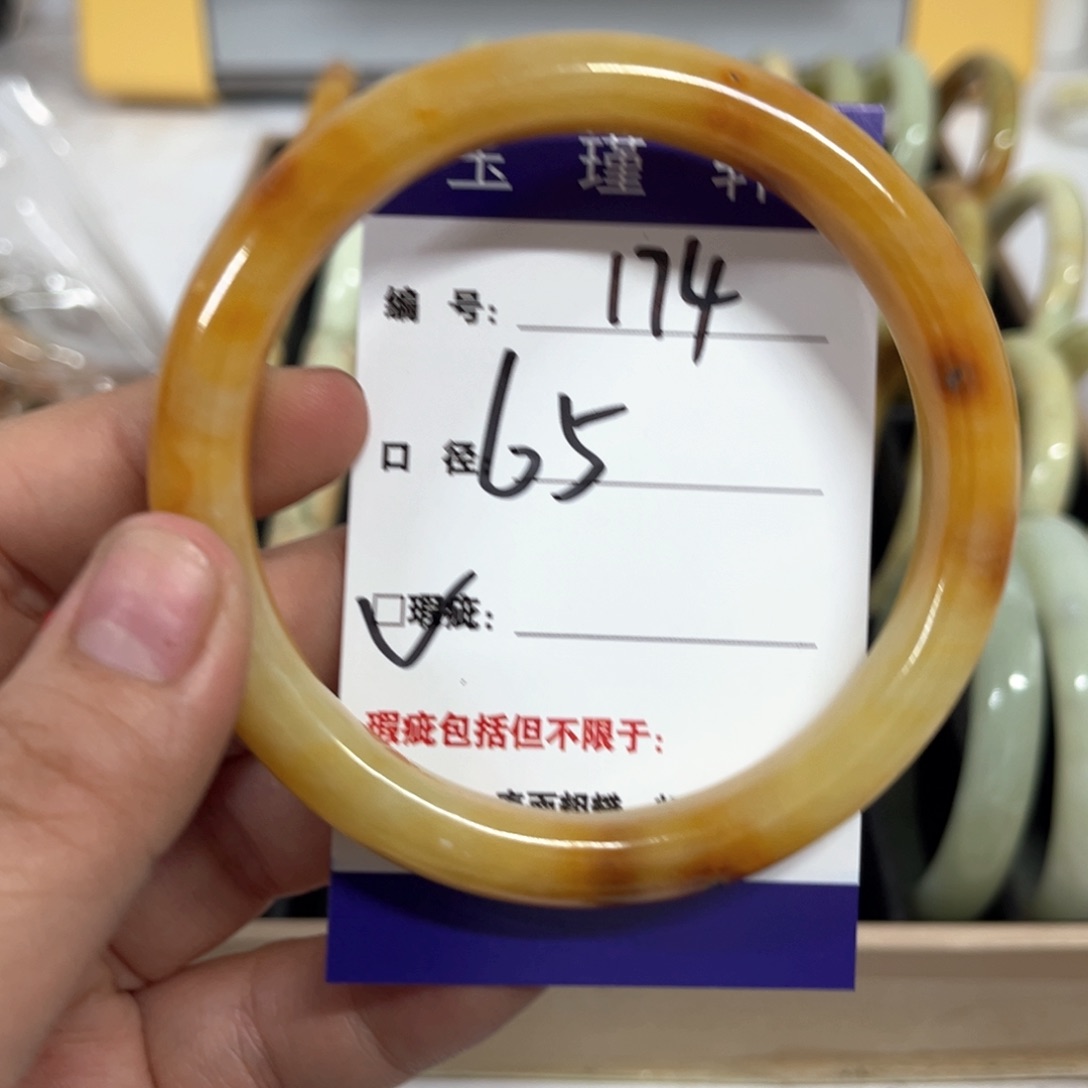 玉瑾轩
编 号: 174
口 径 65
□瑕疵:
瑕疵包括但不限于: